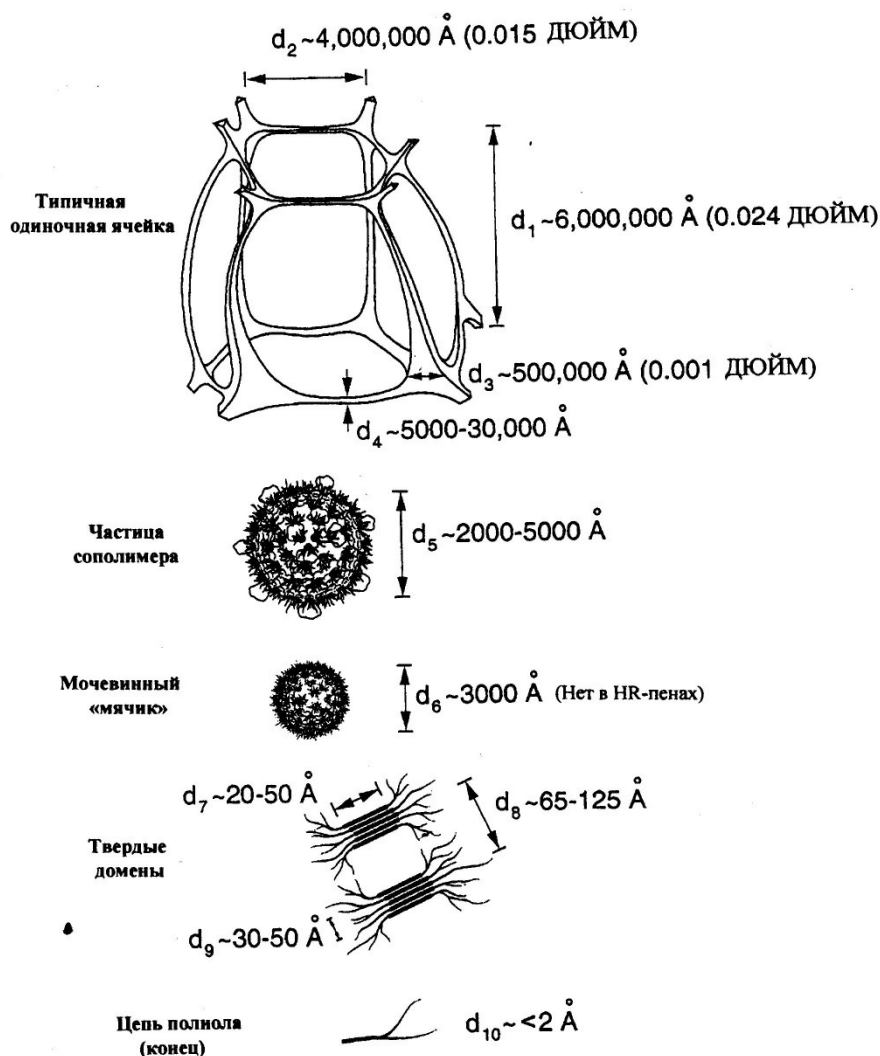 d₂~4,000,000 Å (0.015 ДЮЙМ)
Типичная
одиночная ячейка
d₁~6,000,000 Å (0.024 ДЮЙМ)
d₃~500,000 Å (0.001 ДЮЙМ)
d₄~5000-30,000 Å
Частица
сополимера
d₅~2000-5000 Å
Мочевинный
«мячик»
d₆~3000 Å (Нет в HR-пенах)
d₇~20-50 Å
d₈~65-125 Å
Твердые
домены
d₉~30-50 Å
Цепь полиола
(конец)
d₁₀~<2 Å